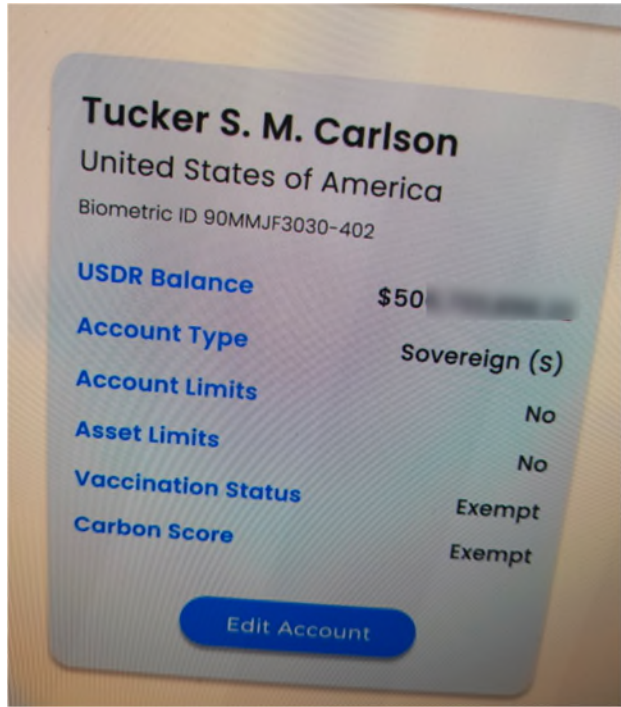 Tucker S. M. Carlson
United States of America
Biometric ID 90MMJF3030-402
USDR Balance $50
Account Type Sovereign (S)
Account Limits No
Asset Limits No
Vaccination Status Exempt
Carbon Score Exempt
Edit Account